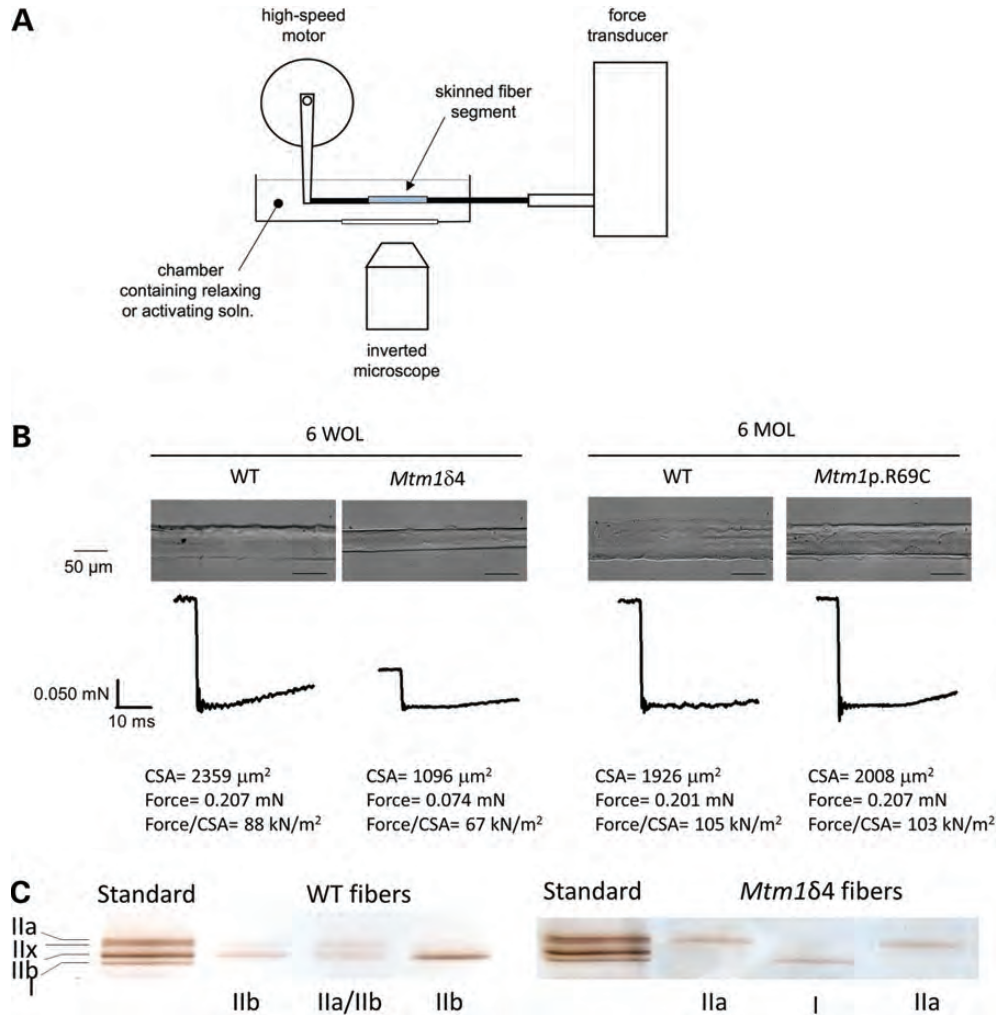 A
high-speed
motor
force
transducer
skinned fiber
segment
chamber
containing relaxing
or activating soln.
inverted
microscope
B
6 WOL
6 MOL
WT
Mtm1δ4
WT
Mtm1p.R69C
50 µm
0.050 mN
10 ms
CSA= 2359 µm²
Force= 0.207 mN
Force/CSA= 88 kN/m²
CSA= 1096 µm²
Force= 0.074 mN
Force/CSA= 67 kN/m²
CSA= 1926 µm²
Force= 0.201 mN
Force/CSA= 105 kN/m²
CSA= 2008 µm²
Force= 0.207 mN
Force/CSA= 103 kN/m²
C
Standard
WT fibers
Standard
Mtm1δ4 fibers
IIa
IIx
IIb
I
IIb
IIa/IIb
IIb
IIa
I
IIa